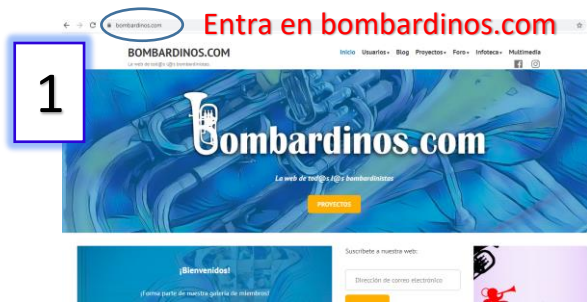 bombardinos.com
Entra en bombardinos.com
1
BOMBARDINOS.COM
La web de tod@s l@s bombardinistas
Inicio Usuarios Blog Proyectos Foro Infoteca Multimedia
Bombardinos.com
La web de tod@s l@s bombardinistas
PROYECTOS
¡Bienvenidos!
¡Forma parte de nuestra galería de miembros!
Suscríbete a nuestra web:
Dirección de correo electrónico